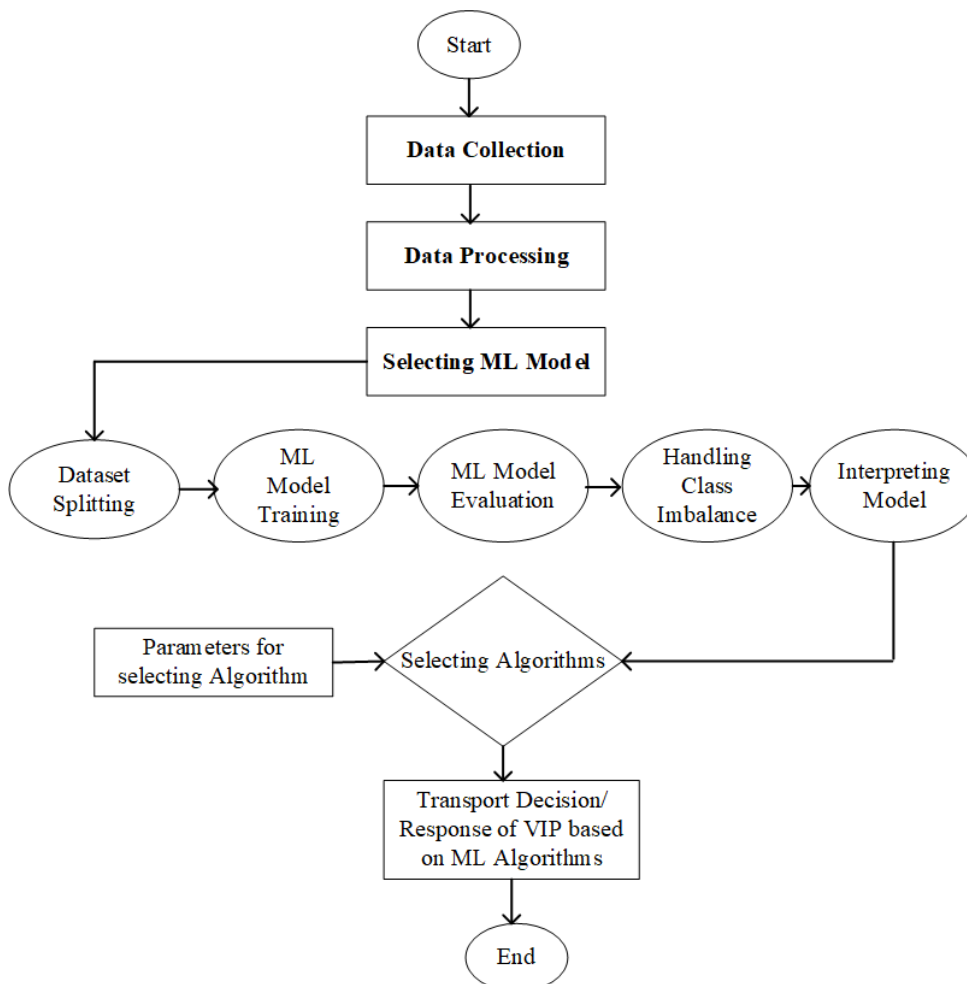 Start
Data Collection
Data Processing
Selecting ML Model
Dataset
Splitting
ML
Model
Training
ML Model
Evaluation
Handling
Class
Imbalance
Interpreting
Model
Parameters for
selecting Algorithm
Selecting Algorithms
Transport Decision/
Response of VIP based
on ML Algorithms
End